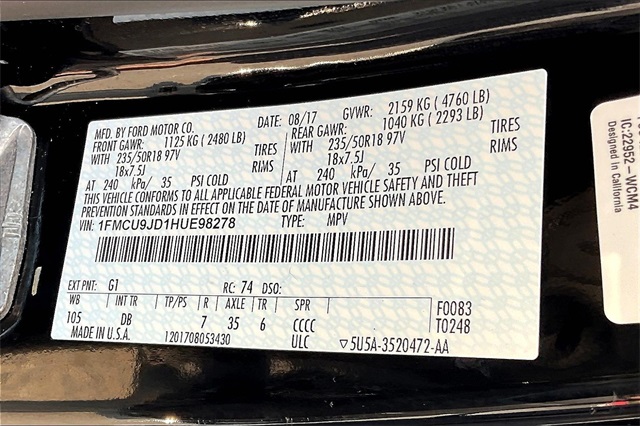 MFD. BY FORD MOTOR CO. DATE: 08/17 GVWR: 2159 KG ( 4760 LB)
FRONT GAWR: 1125 KG ( 2480 LB) REAR GAWR: 1040 KG ( 2293 LB)
WITH 235/50R18 97V TIRES WITH 235/50R18 97V TIRES
18x7.5J RIMS 18x7.5J RIMS
AT 240 kPa/ 35 PSI COLD AT 240 kPa/ 35 PSI COLD
THIS VEHICLE CONFORMS TO ALL APPLICABLE FEDERAL MOTOR VEHICLE SAFETY AND THEFT
PREVENTION STANDARDS IN EFFECT ON THE DATE OF MANUFACTURE SHOWN ABOVE.
VIN: 1FMCU9JD1HUE98278 TYPE: MPV
EXT PNT: G1 RC: 74 DSO:
WB INT TR TP/PS R AXLE TR SPR F0083
105 DB 7 35 6 CCCC T0248
MADE IN U.S.A. 1201708053430 ULC ▽5U5A-3520472-AA
IC:22952-WCM4
Designed in California